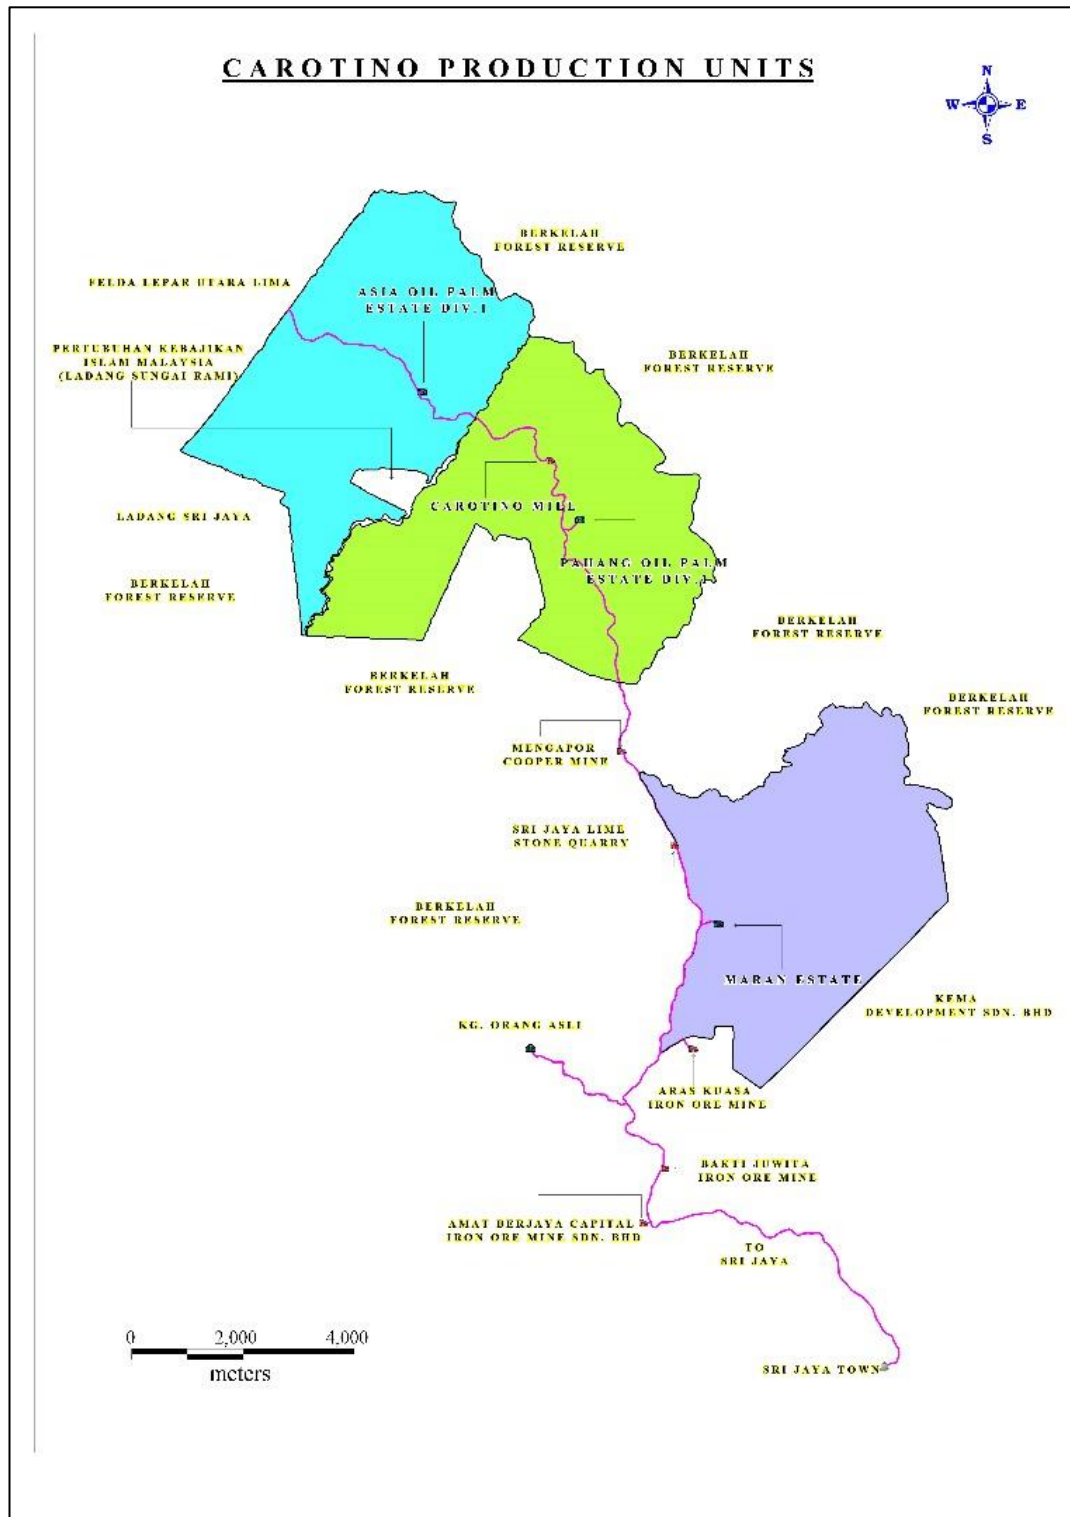 CAROTINO PRODUCTION UNITS
N
W E
S
BERKELAH
FOREST RESERVE
FELDA LEPAR UTARA LIMA
ASIA OIL PALM
ESTATE DIV.I
PERTUBUHAN KEBAJIKAN
ISLAM MALAYSIA
(LADANG SUNGAI RAMI)
BERKELAH
FOREST RESERVE
CAROTINO MILL
LADANG SRI JAYA
PAHANG OIL PALM
ESTATE DIV.I
BERKELAH
FOREST RESERVE
BERKELAH
FOREST RESERVE
BERKELAH
FOREST RESERVE
BERKELAH
FOREST RESERVE
MENGAPOR
COOPER MINE
SRI JAYA LIME
STONE QUARRY
BERKELAH
FOREST RESERVE
MARAN ESTATE
KEMA
DEVELOPMENT SDN. BHD
KG. ORANG ASLI
ARAS KUASA
IRON ORE MINE
BAKTI JUWITA
IRON ORE MINE
AMAT BERJAYA CAPITAL
IRON ORE MINE SDN. BHD
TO
SRI JAYA
0 2,000 4,000
meters
SRI JAYA TOWN